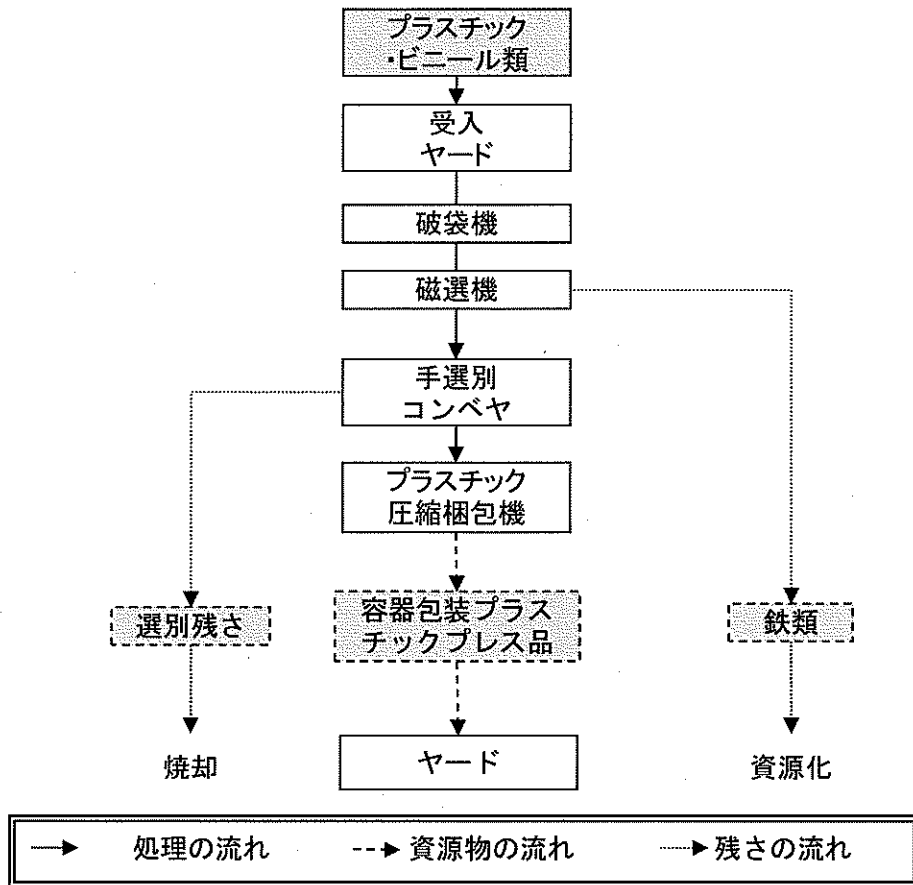 プラスチック
・ビニール類
受入
ヤード
破袋機
磁選機
手選別
コンベヤ
プラスチック
圧縮梱包機
選別残さ
容器包装プラス
チックプレス品
鉄類
焼却
ヤード
資源化
処理の流れ
資源物の流れ
残さの流れ